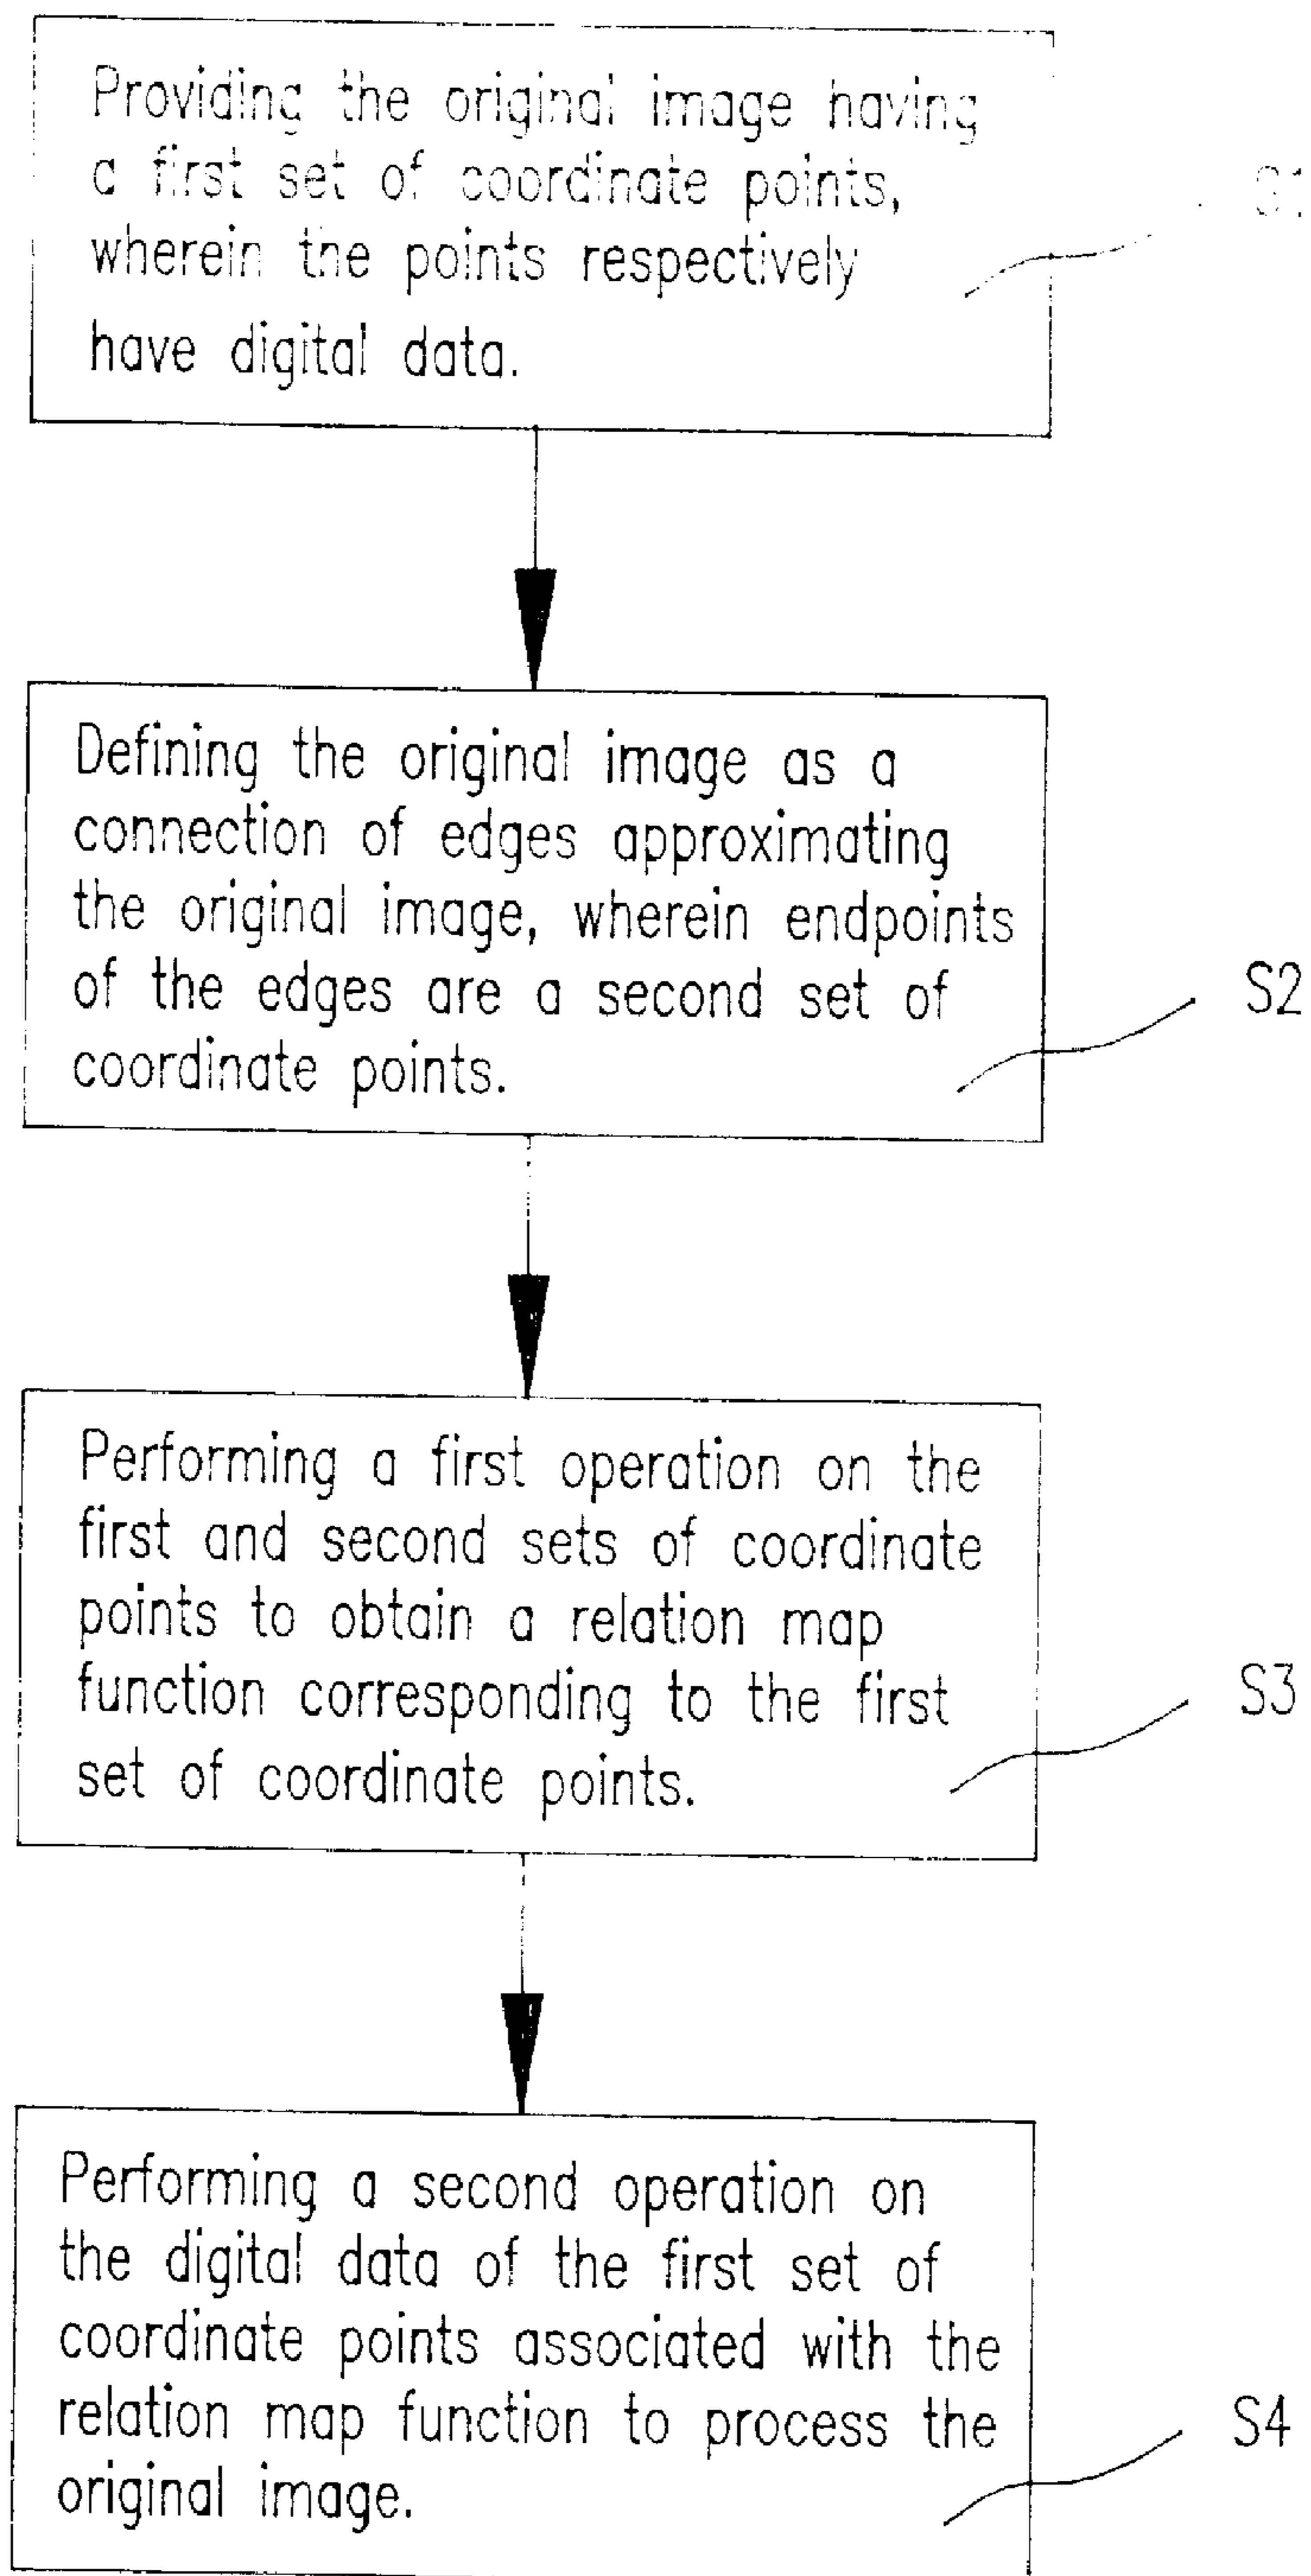 Providing the original image having
a first set of coordinate points,
wherein the points respectively
have digital data.
S1
Defining the original image as a
connection of edges approximating
the original image, wherein endpoints
of the edges are a second set of
coordinate points.
S2
Performing a first operation on the
first and second sets of coordinate
points to obtain a relation map
function corresponding to the first
set of coordinate points.
S3
Performing a second operation on
the digital data of the first set of
coordinate points associated with the
relation map function to process the
original image.
S4